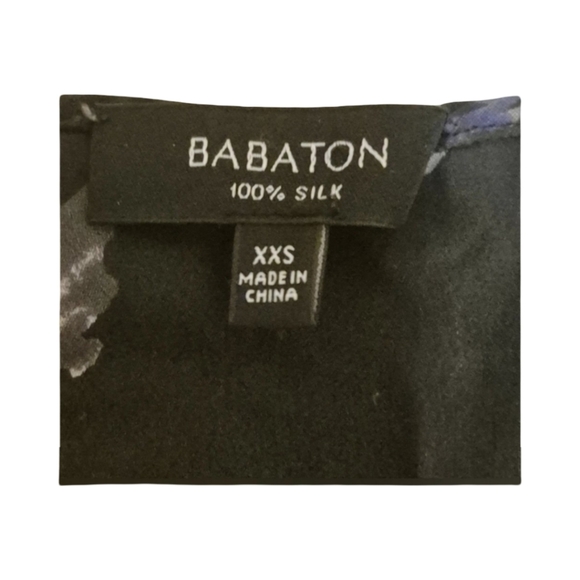 BABATON
100% SILK
XXS
MADE IN
CHINA